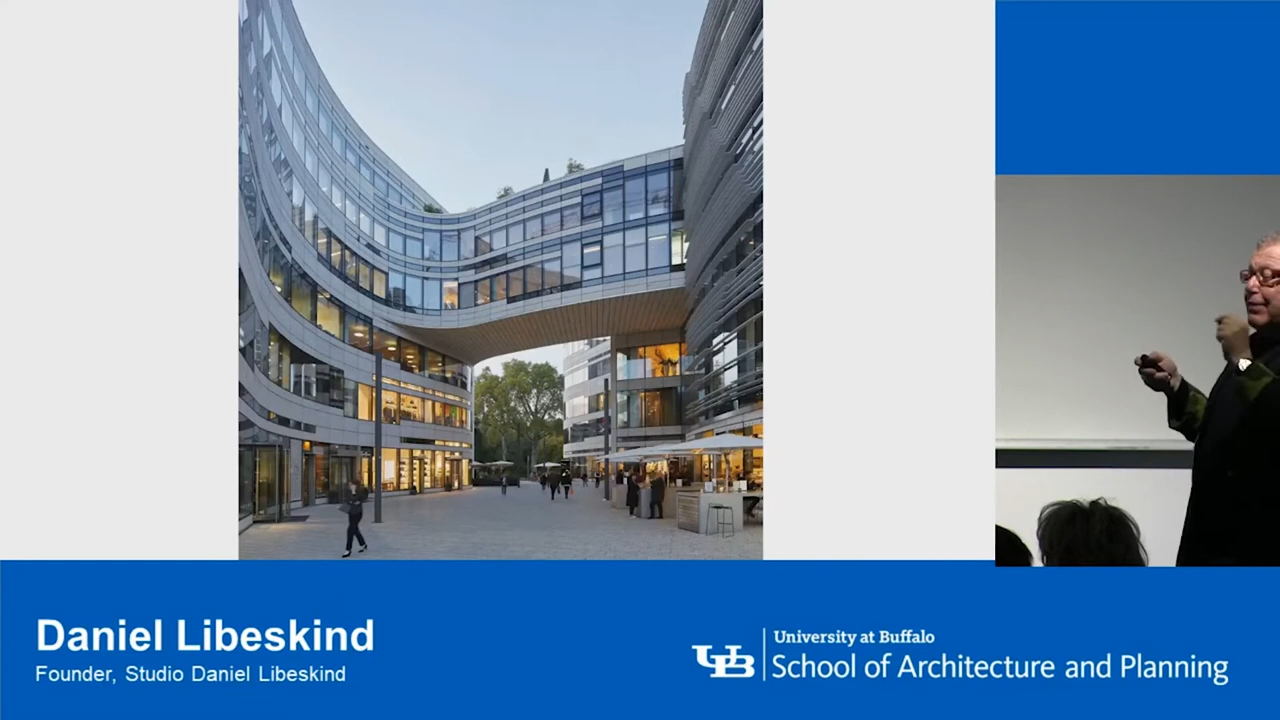 Daniel Libeskind
Founder, Studio Daniel Libeskind
UB
University at Buffalo
School of Architecture and Planning